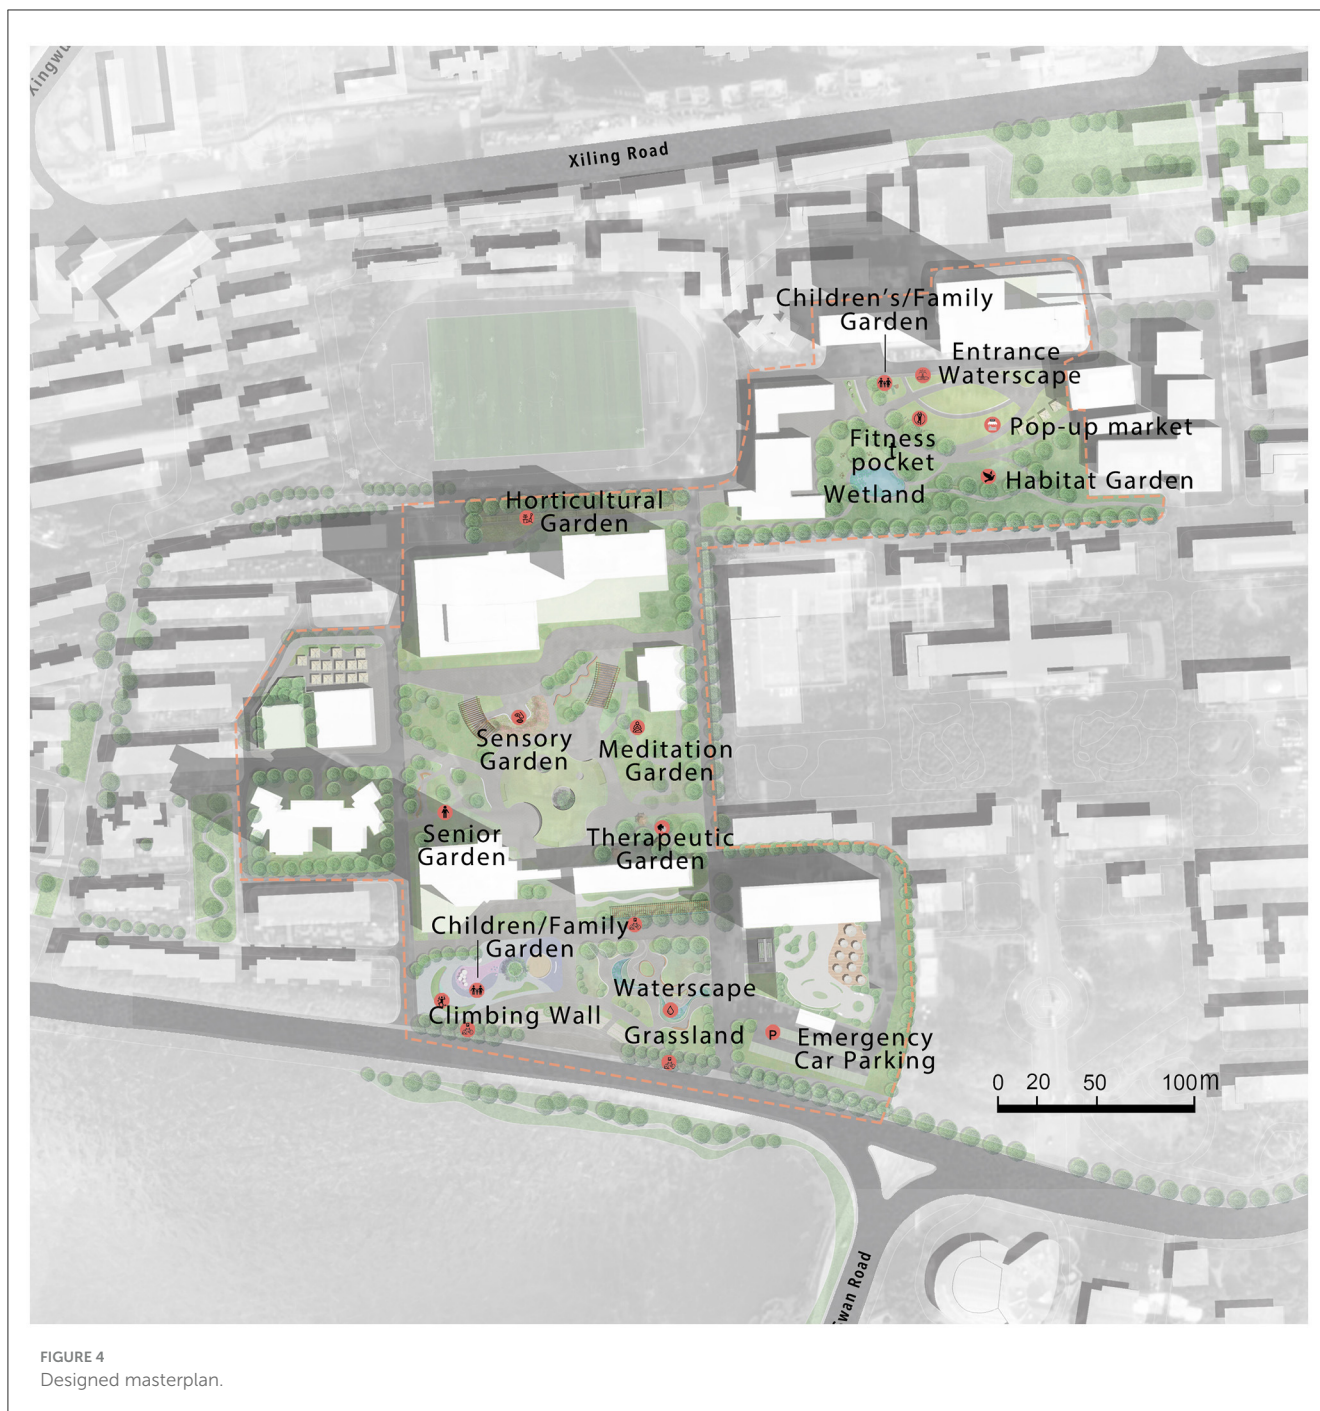 Xiling Road
Children's/Family
Garden
Entrance
Waterscape
Pop-up market
Fitness
pocket
Wetland
Habitat Garden
Horticultural
Garden
Sensory
Garden
Meditation
Garden
Senior
Garden
Therapeutic
Garden
Children/Family
Garden
Waterscape
Climbing Wall
Grassland
P
Emergency
Car Parking
0 20 50 100m
wan Road
FIGURE 4
Designed masterplan.